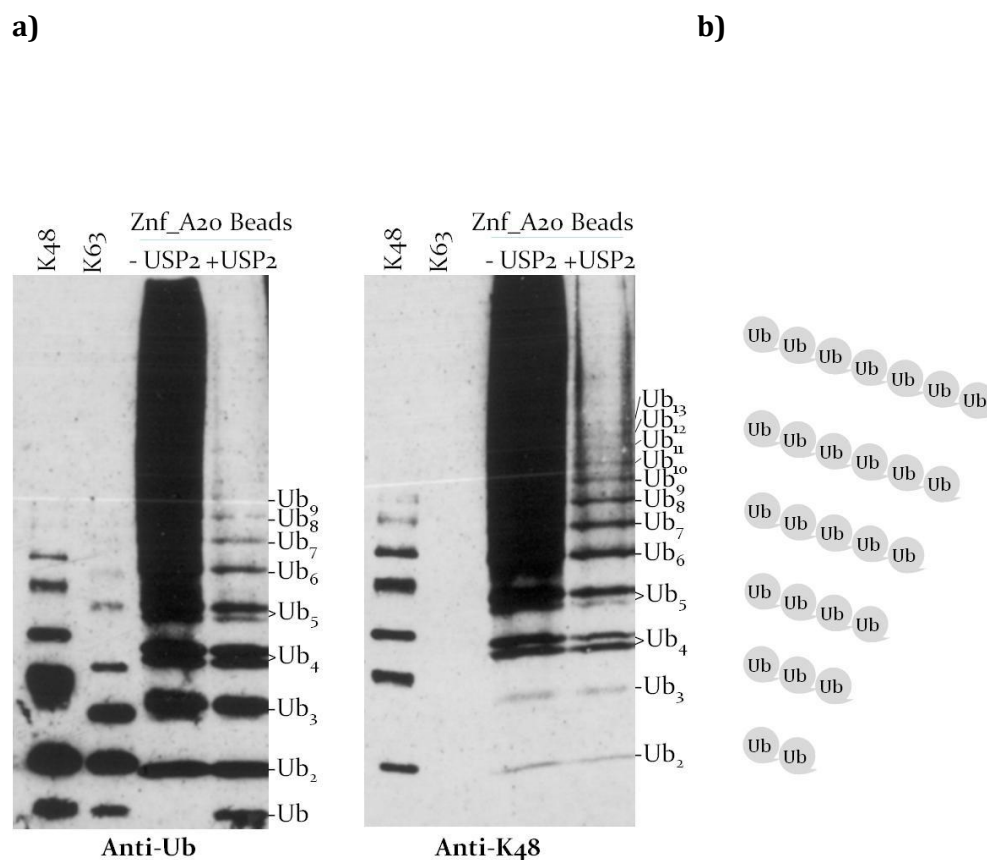 a)
b)
Znf_A20 Beads
K48
K63
- USP2 +USP2
Ub9
Ub8
Ub7
Ub6
Ub5
Ub4
Ub3
Ub2
Ub
Anti-Ub
Znf_A20 Beads
K48
K63
- USP2 +USP2
Ub13
Ub12
Ub11
Ub10
Ub9
Ub8
Ub7
Ub6
Ub5
Ub4
Ub3
Ub2
Anti-K48
Ub Ub Ub Ub Ub Ub Ub
Ub Ub Ub Ub Ub Ub
Ub Ub Ub Ub Ub
Ub Ub Ub Ub
Ub Ub Ub
Ub Ub